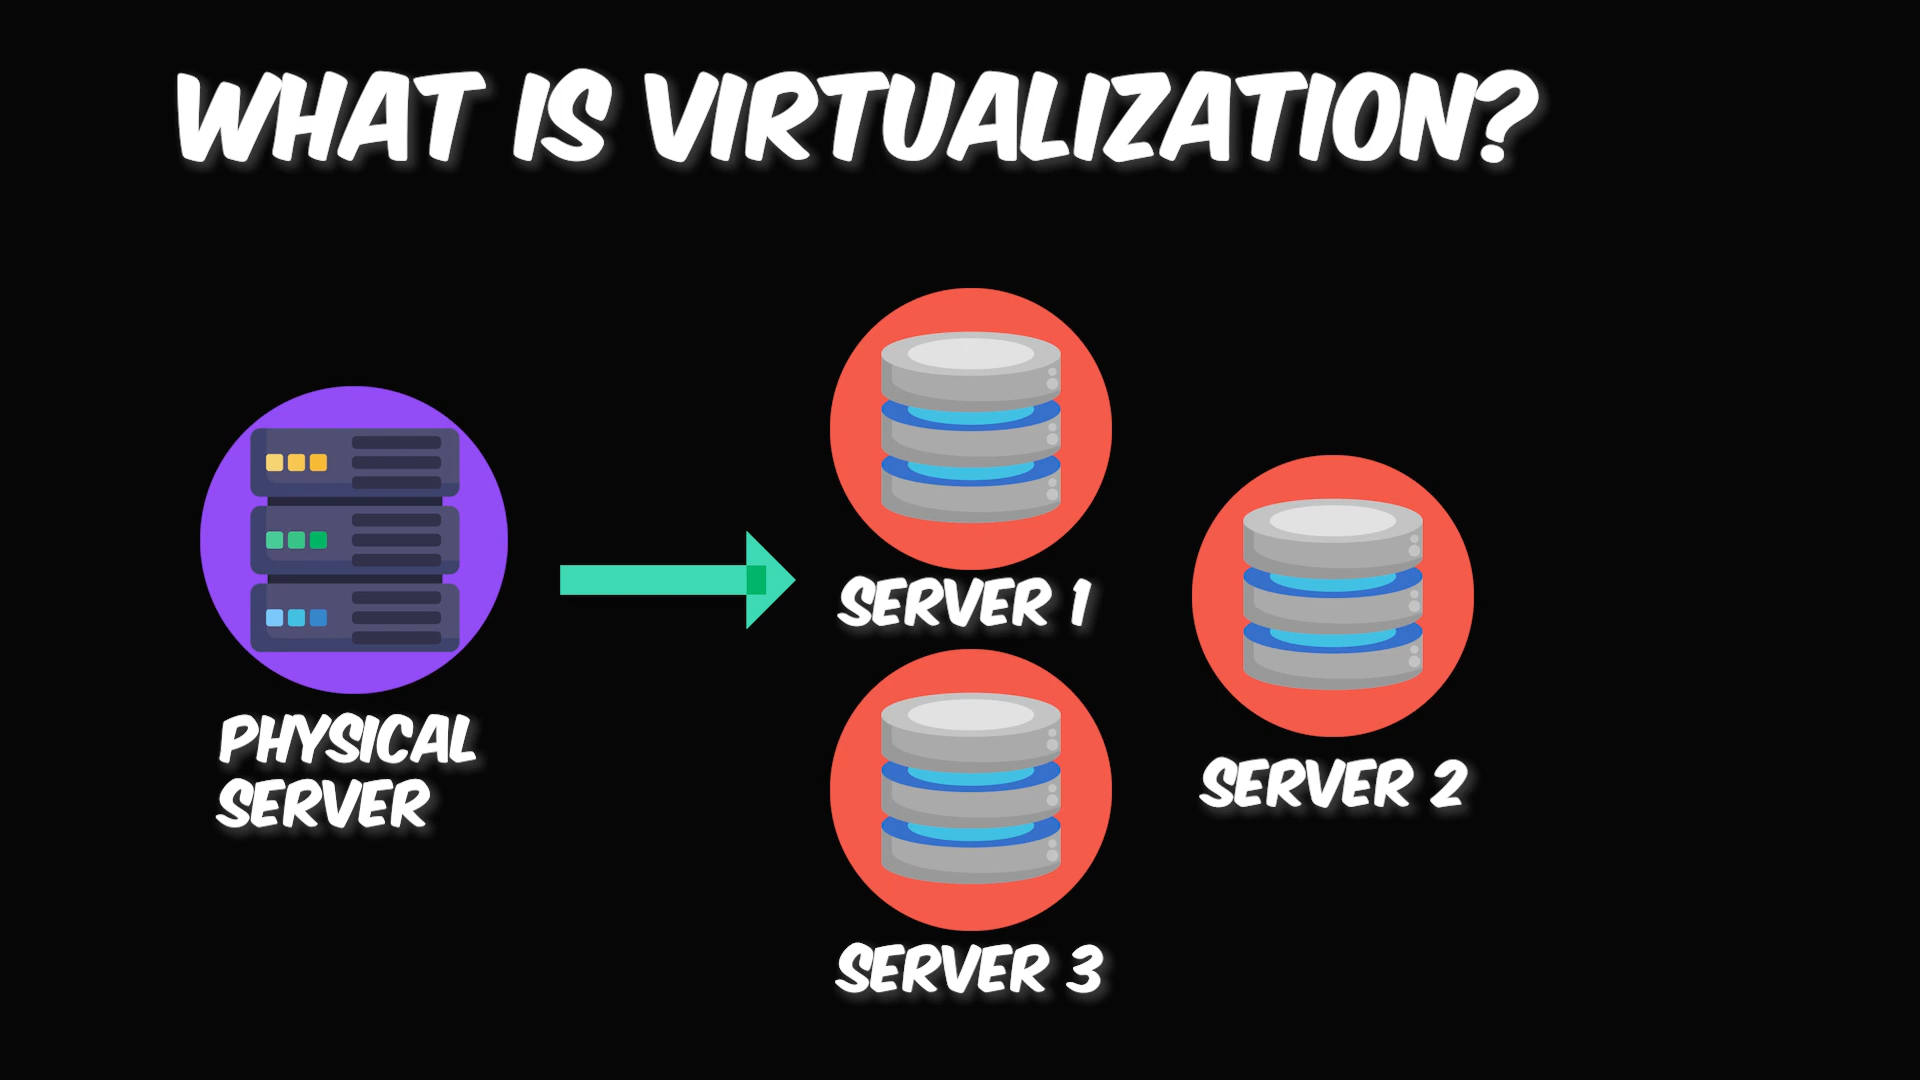 WHAT IS VIRTUALIZATION?
SERVER 1
PHYSICAL
SERVER
SERVER 2
SERVER 3